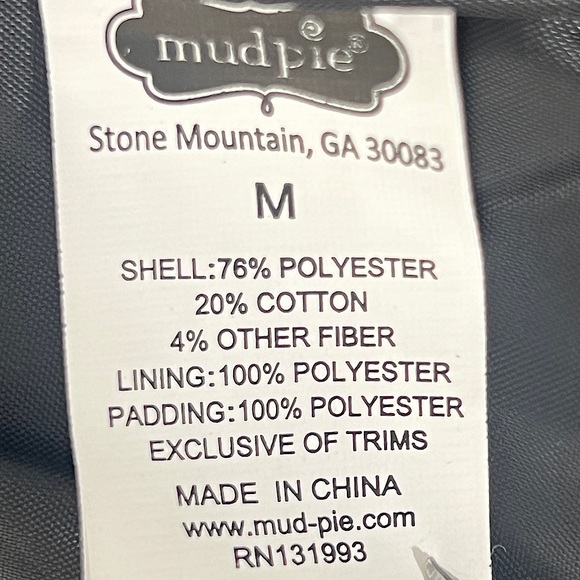 mudpie®
Stone Mountain, GA 30083
M
SHELL:76% POLYESTER
20% COTTON
4% OTHER FIBER
LINING:100% POLYESTER
PADDING:100% POLYESTER
EXCLUSIVE OF TRIMS
MADE IN CHINA
www.mud-pie.com
RN131993